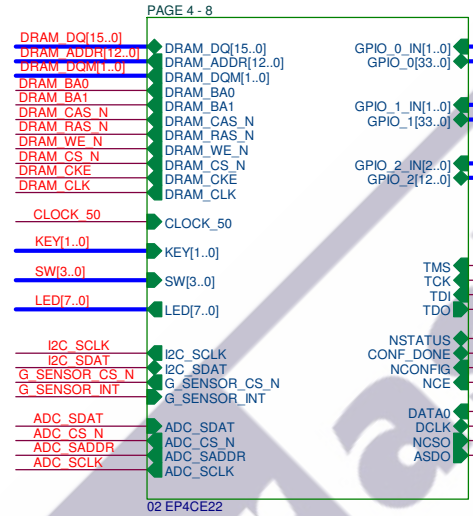 PAGE 4 - 8
DRAM_DQ[15..0] DRAM_DQ[15..0] GPIO_0_IN[1..0]
DRAM_ADDR[12..0] DRAM_ADDR[12..0] GPIO_0[33..0]
DRAM_DQM[1..0] DRAM_DQM[1..0]
DRAM_BA0 DRAM_BA0
DRAM_BA1 DRAM_BA1 GPIO_1_IN[1..0]
DRAM_CAS_N DRAM_CAS_N GPIO_1[33..0]
DRAM_RAS_N DRAM_RAS_N
DRAM_WE_N DRAM_WE_N
DRAM_CS_N DRAM_CS_N GPIO_2_IN[2..0]
DRAM_CKE DRAM_CKE GPIO_2[12..0]
DRAM_CLK DRAM_CLK
CLOCK_50 CLOCK_50
KEY[1..0] KEY[1..0]
TMS
SW[3..0] SW[3..0] TCK
TDI
LED[7..0] LED[7..0] TDO
NSTATUS
I2C_SCLK I2C_SCLK CONF_DONE
I2C_SDAT I2C_SDAT NCONFIG
G_SENSOR_CS_N G_SENSOR_CS_N NCE
G_SENSOR_INT G_SENSOR_INT
DATA0
ADC_SDAT ADC_SDAT DCLK
ADC_CS_N ADC_CS_N NCSO
ADC_SADDR ADC_SADDR ASDO
ADC_SCLK ADC_SCLK
02 EP4CE22